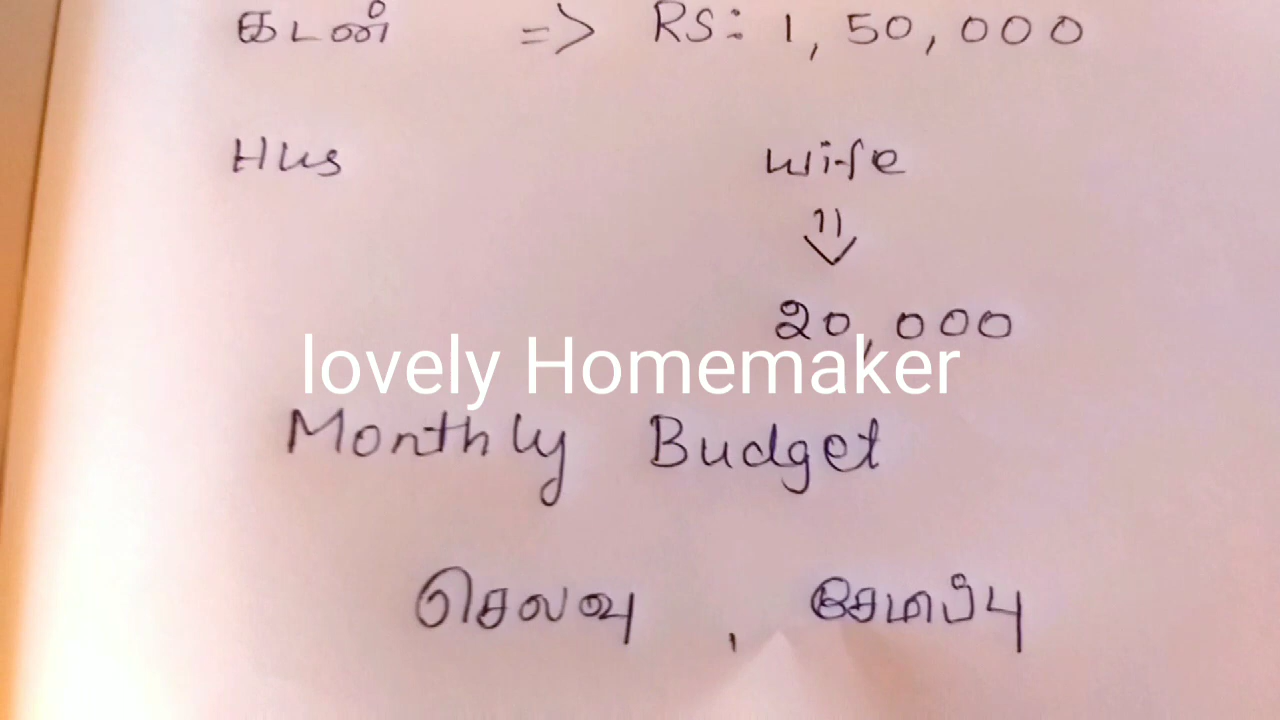 கடன் => RS: 1,50,000
Hus wife
20,000
lovely Homemaker
Monthly Budget
செலவு , சேமிப்பு